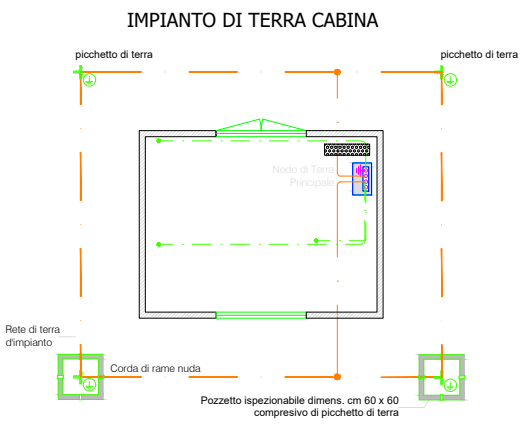 IMPIANTO DI TERRA CABINA
picchetto di terra
picchetto di terra
Nodo di Terra
Principale
Rete di terra
d'impianto
Corda di rame nuda
Pozzetto ispezionabile dimens. cm 60 x 60
compresivo di picchetto di terra